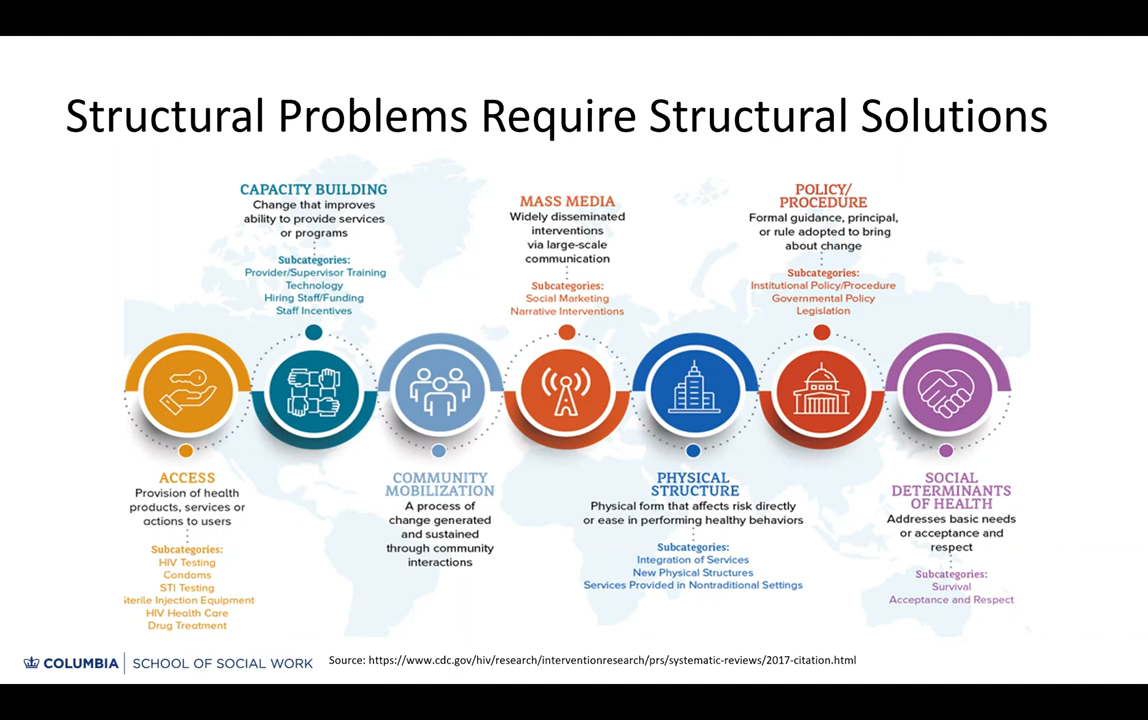 Structural Problems Require Structural Solutions
CAPACITY BUILDING
Change that improves
ability to provide services
or programs
Subcategories:
Provider/Supervisor Training
Technology
Hiring Staff/Funding
Staff Incentives
MASS MEDIA
Widely disseminated
interventions
via large-scale
communication
Subcategories:
Social Marketing
Narrative Interventions
POLICY/
PROCEDURE
Formal guidance, principal,
or rule adopted to bring
about change
Subcategories:
Institutional Policy/Procedure
Governmental Policy
Legislation
ACCESS
Provision of health
products, services or
actions to users
Subcategories:
HIV Testing
Condoms
STI Testing
terile Injection Equipment
HIV Health Care
Drug Treatment
COMMUNITY
MOBILIZATION
A process of
change generated
and sustained
through community
interactions
PHYSICAL
STRUCTURE
Physical form that affects risk directly
or ease in performing healthy behaviors
Subcategories:
Integration of Services
New Physical Structures
Services Provided in Nontraditional Settings
SOCIAL
DETERMINANTS
OF HEALTH
Addresses basic needs
or acceptance and
respect
Subcategories:
Survival
Acceptance and Respect
COLUMBIA | SCHOOL OF SOCIAL WORK
Source: https://www.cdc.gov/hiv/research/interventionresearch/prs/systematic-reviews/2017-citation.html